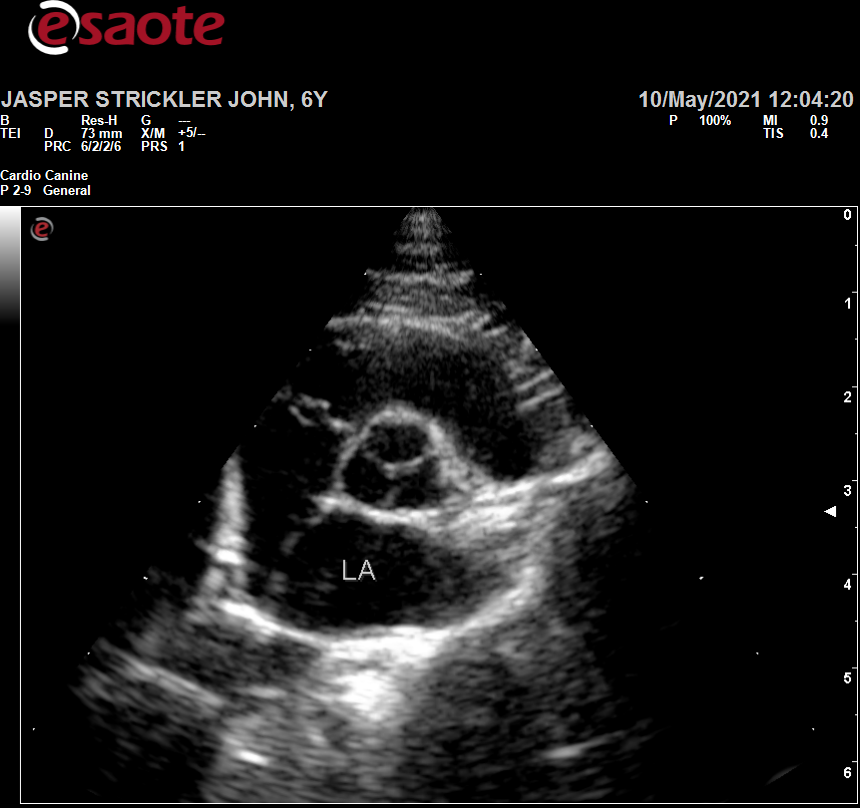 esaote
JASPER STRICKLER JOHN, 6Y 10/May/2021 12:04:20
B Res-H G --- P 100% MI 0.9
TEI D 73 mm X/M +5/-- TIS 0.4
PRC 6/2/2/6 PRS 1
Cardio Canine
P 2-9 General
e
0
1
2
3
LA
4
5
6